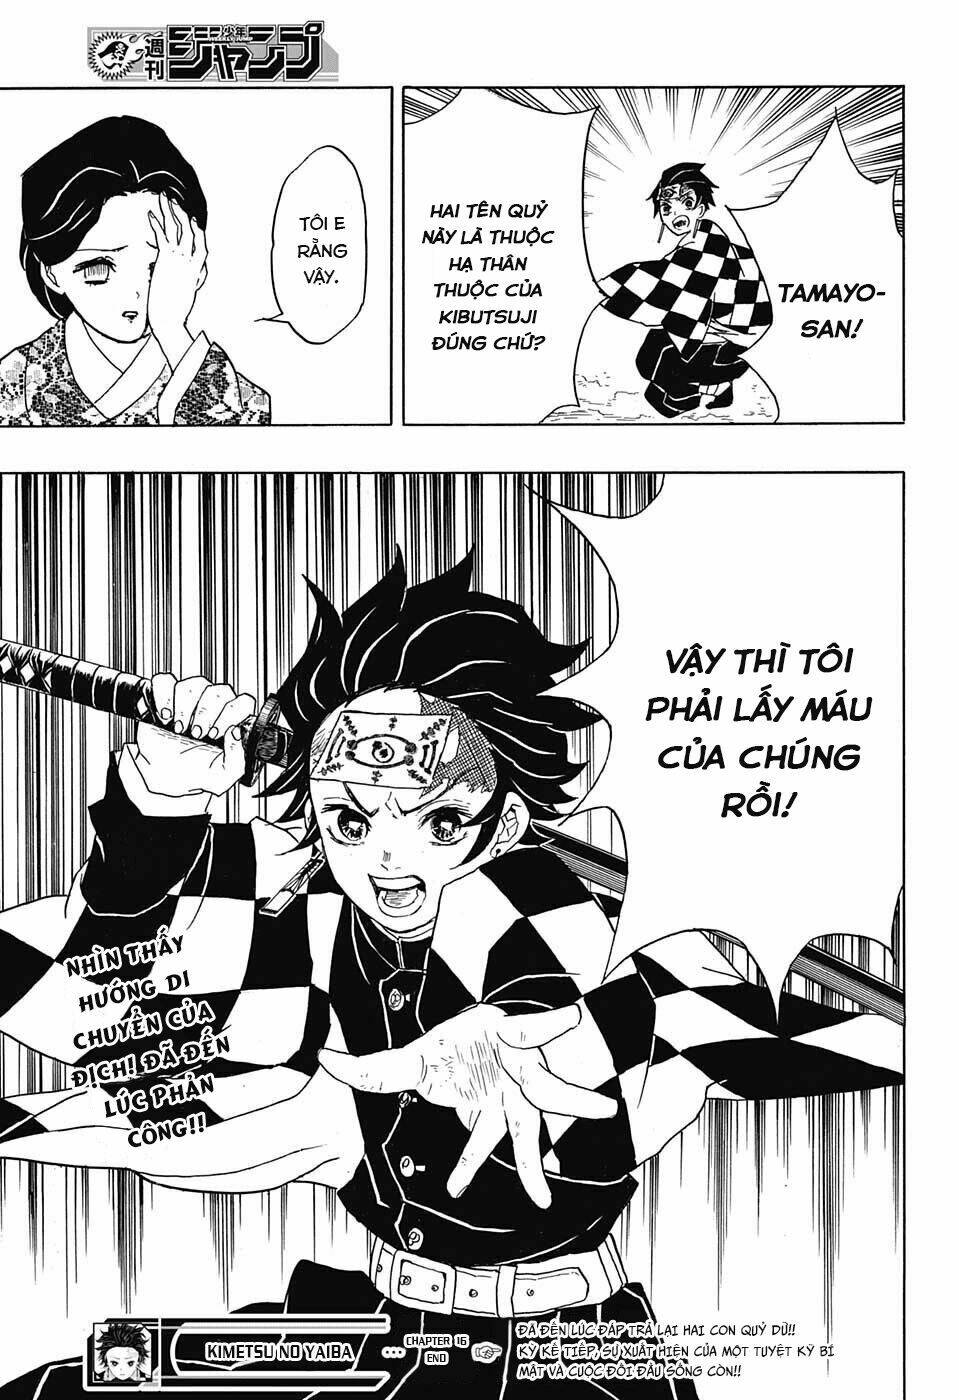 週刊
少年
WEEKLY JUMP
ジャンプ
TAMAYO-
SAN!
HAI TÊN QUỶ
NÀY LÀ THUỘC
HẠ THÂN
THUỘC CỦA
KIBUTSUJI
ĐÚNG CHỨ?
TÔI E
RẰNG
VẬY.
VẬY THÌ TÔI
PHẢI LẤY MÁU
CỦA CHÚNG
RỒI!
NHÌN THẤY
HƯỚNG DI
CHUYỂN CỦA
ĐỊCH! ĐÃ ĐẾN
LÚC PHẢN
CÔNG!!
KIMETSU NO YAIBA
CHAPTER 16
END
ĐÃ ĐẾN LÚC ĐÁP TRẢ LẠI HAI CON QUỶ DỮ!!
KỲ KẾ TIẾP, SỰ XUẤT HIỆN CỦA MỘT TUYỆT KỸ BÍ
MẬT VÀ CUỘC ĐỐI ĐẦU SỐNG CÒN!!